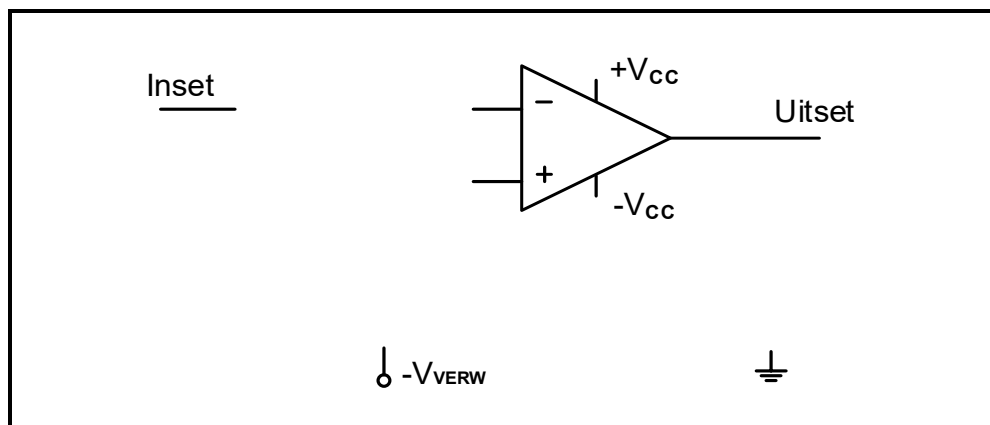 Inset
+VCC
Uitset
−
+
-VCC
-VVERW